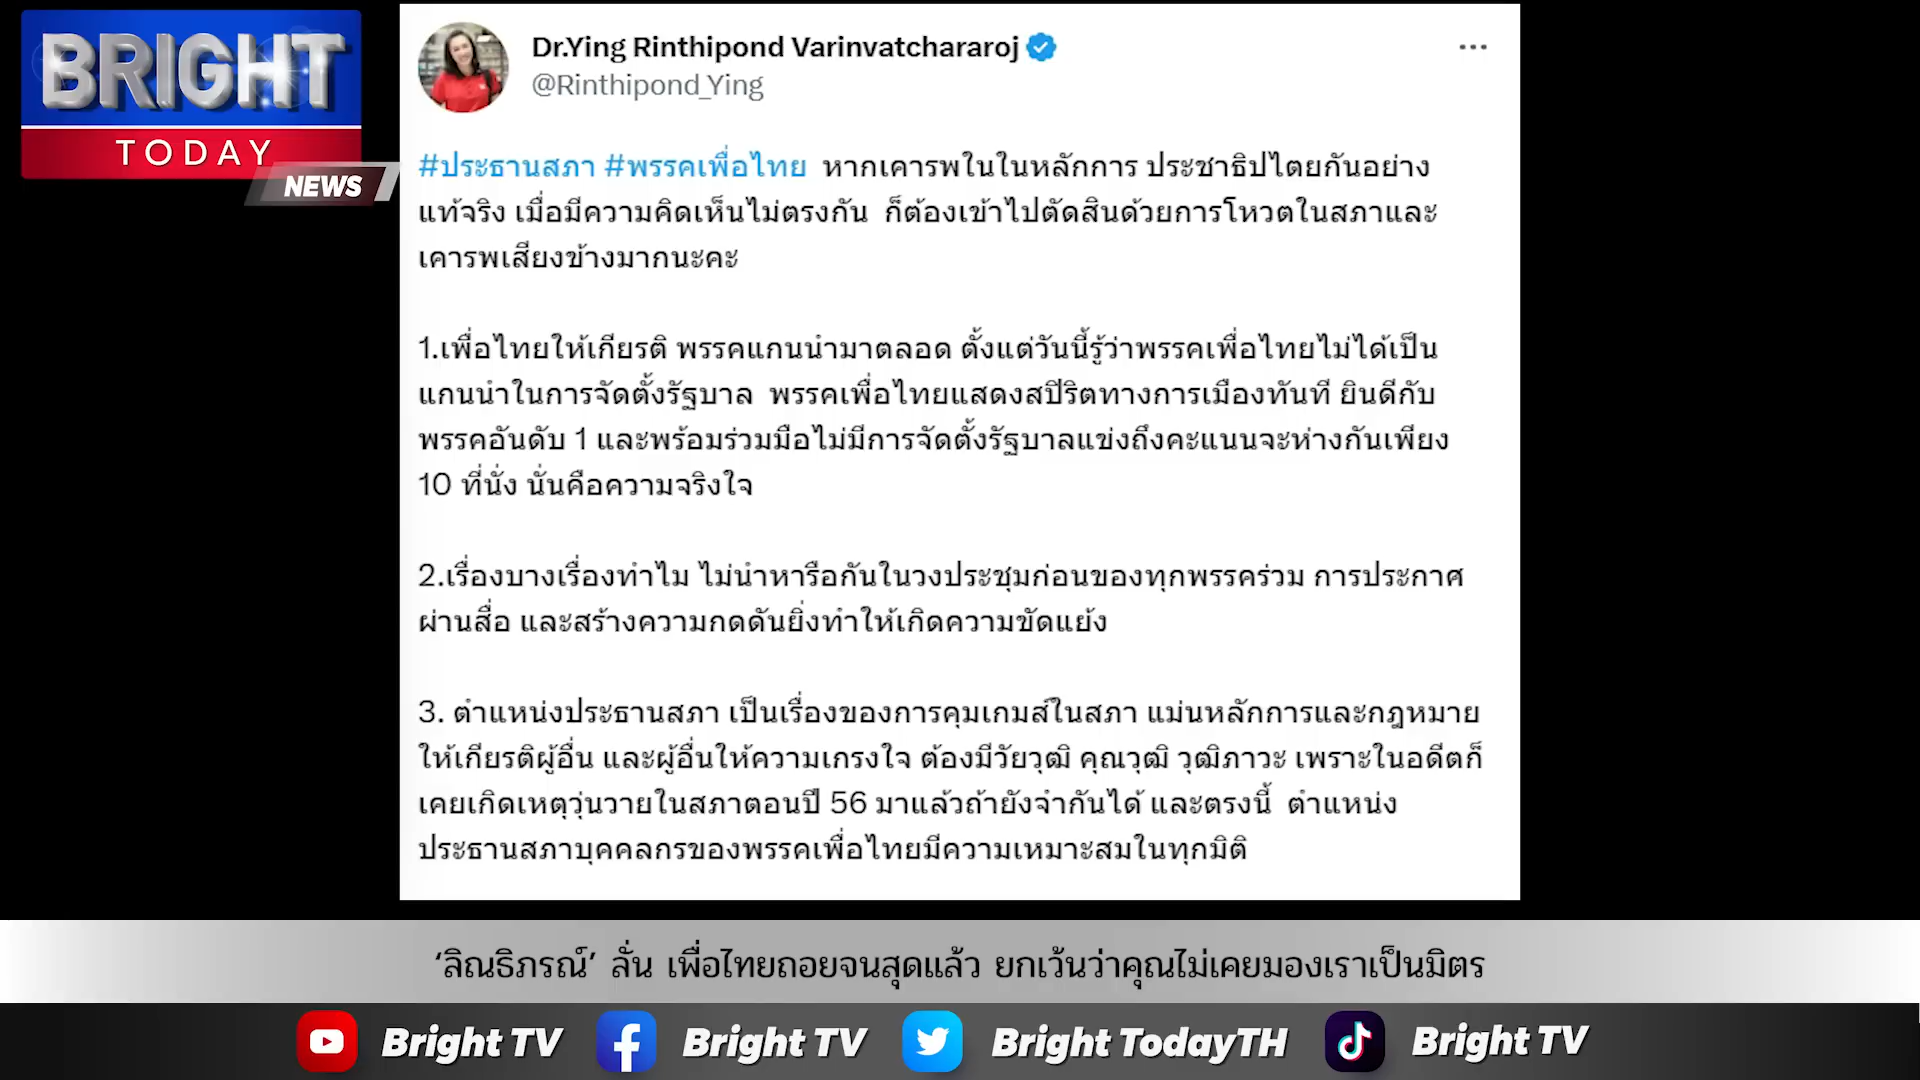 BRIGHT
TODAY
NEWS
Dr.Ying Rinthipond Varinvatchararoj
@Rinthipond_Ying
#ประธานสภา #พรรคเพื่อไทย หากเคารพในในหลักการ ประชาธิปไตยกันอย่าง
แท้จริง เมื่อมีความคิดเห็นไม่ตรงกัน ก็ต้องเข้าไปตัดสินด้วยการโหวตในสภาและ
เคารพเสียงข้างมากนะคะ
1.เพื่อไทยให้เกียรติ พรรคแกนนำมาตลอด ตั้งแต่วันนี้รู้ว่าพรรคเพื่อไทยไม่ได้เป็น
แกนนำในการจัดตั้งรัฐบาล พรรคเพื่อไทยแสดงสปิริตทางการเมืองทันที ยินดีกับ
พรรคอันดับ 1 และพร้อมร่วมมือไม่มีการจัดตั้งรัฐบาลแข่งถึงคะแนนจะห่างกันเพียง
10 ที่นั่ง นั่นคือความจริงใจ
2.เรื่องบางเรื่องทำไม ไม่นำหารือกันในวงประชุมก่อนของทุกพรรคร่วม การประกาศ
ผ่านสื่อ และสร้างความกดดันยิ่งทำให้เกิดความขัดแย้ง
3. ตำแหน่งประธานสภา เป็นเรื่องของการคุมเกมส์ในสภา แม่นหลักการและกฎหมาย
ให้เกียรติผู้อื่น และผู้อื่นให้ความเกรงใจ ต้องมีวัยวุฒิ คุณวุฒิ วุฒิภาวะ เพราะในอดีตก็
เคยเกิดเหตุวุ่นวายในสภาตอนปี 56 มาแล้วถ้ายังจำกันได้ และตรงนี้ ตำแหน่ง
ประธานสภาบุคคลกรของพรรคเพื่อไทยมีความเหมาะสมในทุกมิติ
‘ลิณธิภรณ์’ ลั่น เพื่อไทยถอยจนสุดแล้ว ยกเว้นว่าคุณไม่เคยมองเราเป็นมิตร
Bright TV Bright TV Bright TodayTH Bright TV